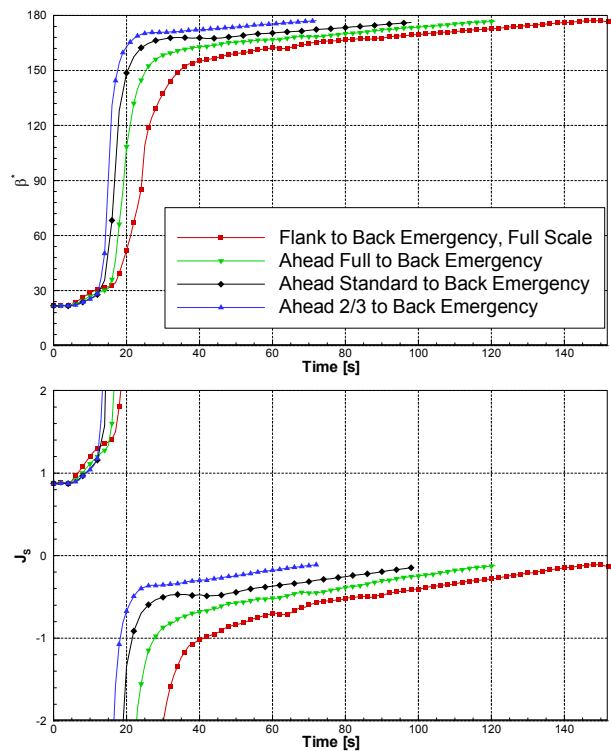 180
150
120
90
60
30
0
β*
Flank to Back Emergency, Full Scale
Ahead Full to Back Emergency
Ahead Standard to Back Emergency
Ahead 2/3 to Back Emergency
0 20 40 60 80 100 120 140
Time [s]
2
1
0
-1
-2
J_S
0 20 40 60 80 100 120 140
Time [s]